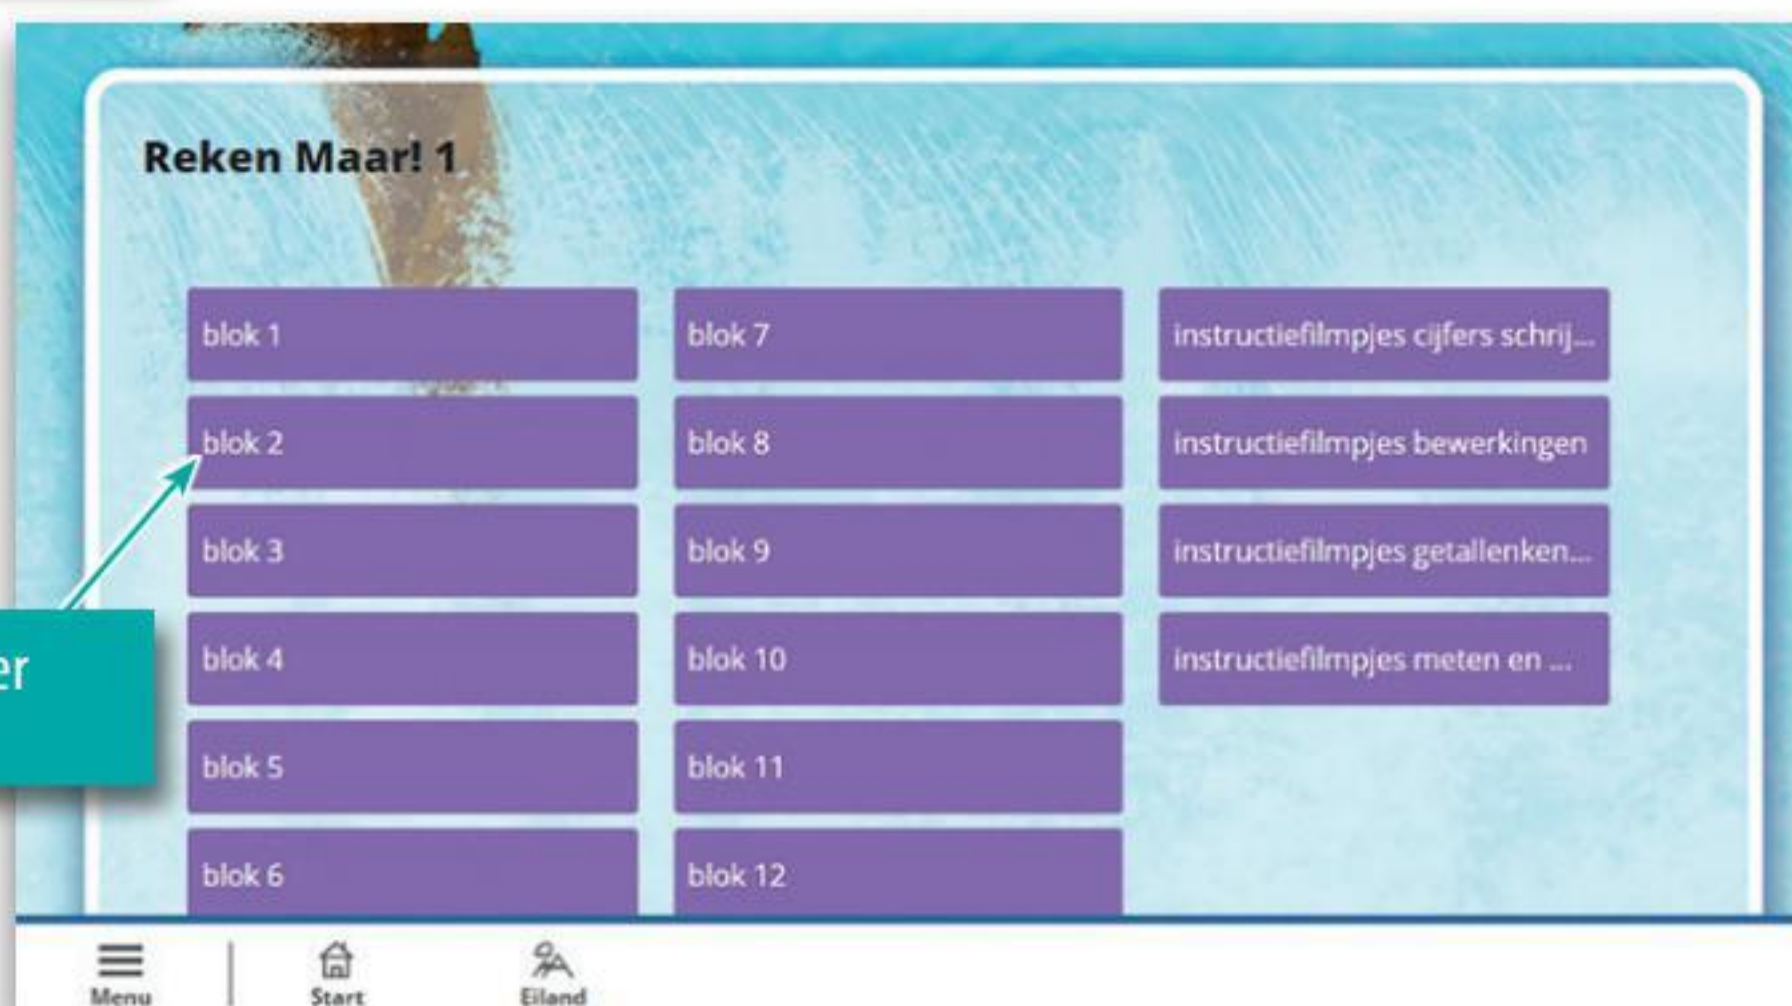 Reken Maar! 1
blok 1
blok 2
blok 3
blok 4
blok 5
blok 6
blok 7
blok 8
blok 9
blok 10
blok 11
blok 12
instructiefilmpjes cijfers schrij...
instructiefilmpjes bewerkingen
instructiefilmpjes getallenken...
instructiefilmpjes meten en ...
er
Menu
Start
Eiland